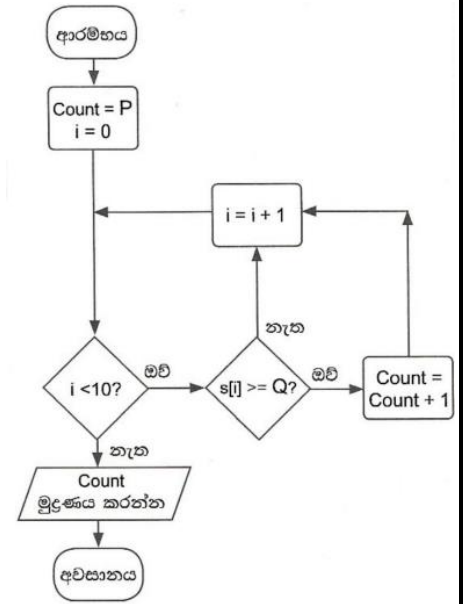 ආරම්භය
Count = P
i = 0
i = i + 1
නැත
ඔව්
ඔව්
i <10?
s[i] >= Q?
Count =
Count + 1
නැත
Count
මුද්‍රණය කරන්න
අවසානය